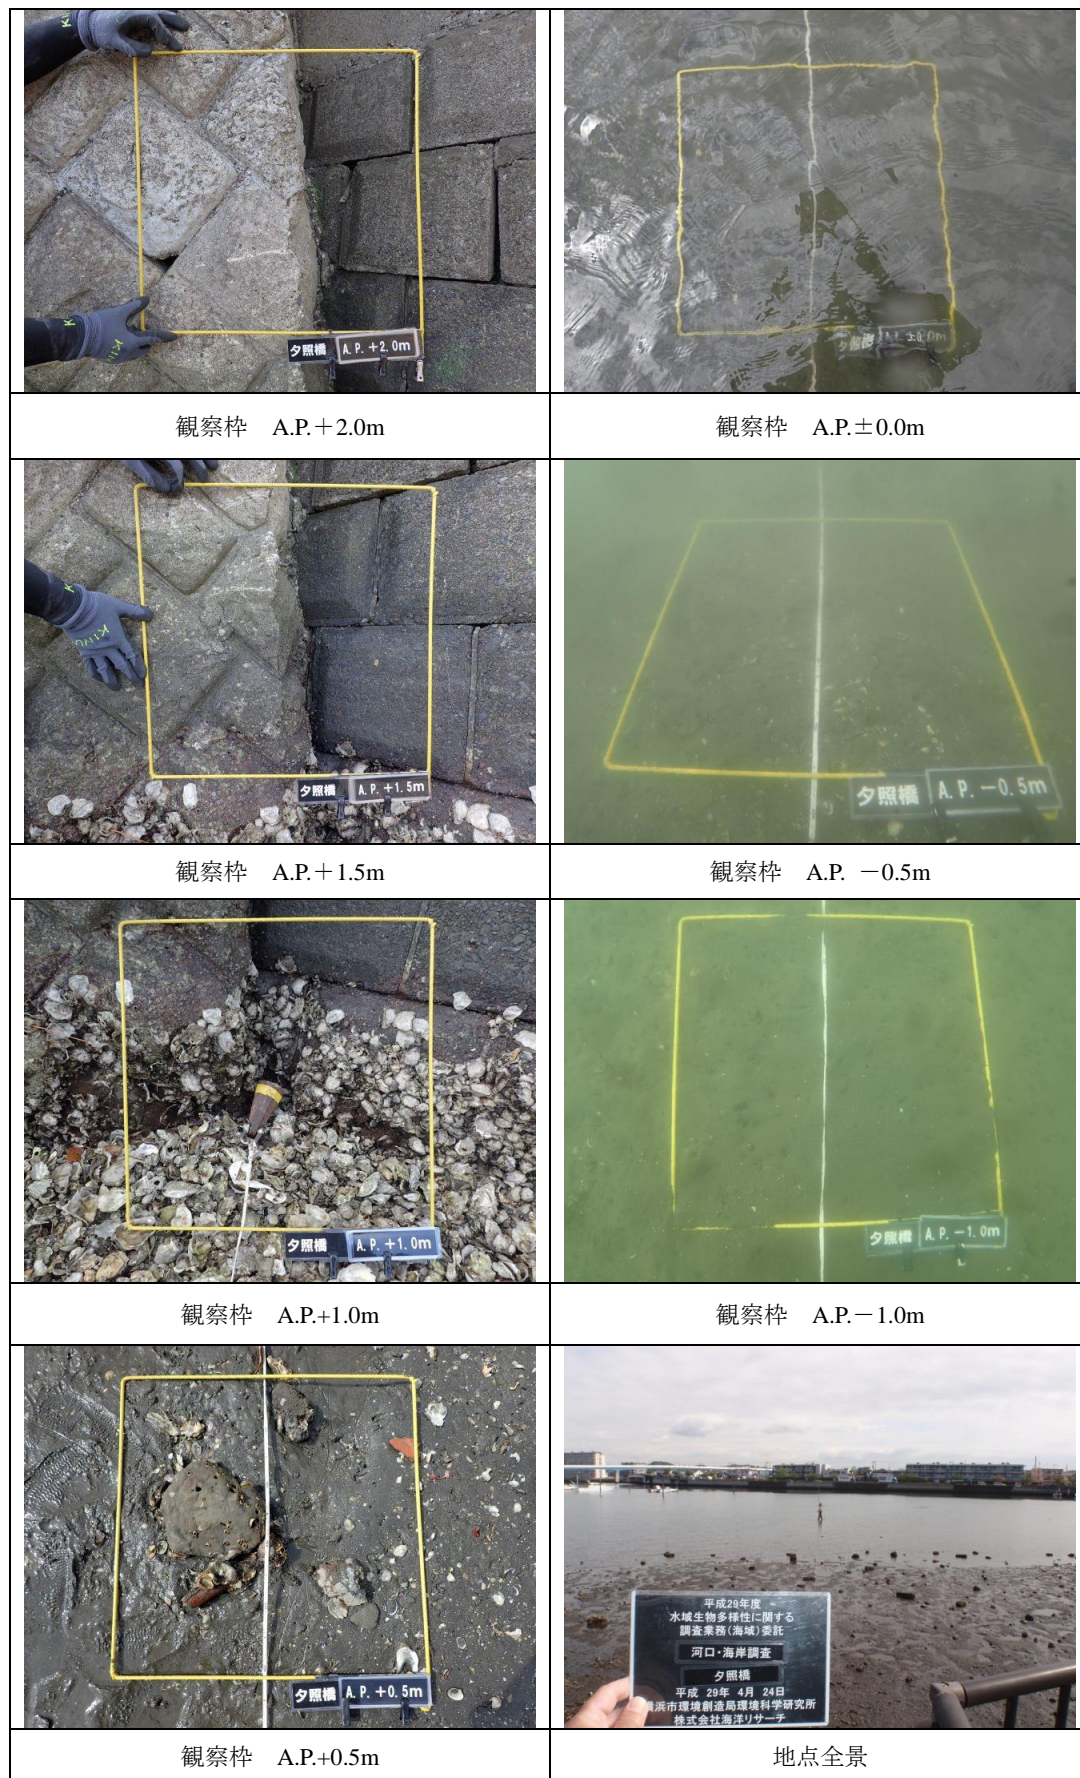 KINU
夕照橋 A.P.+2.0m
観察枠 A.P.＋2.0m
夕照橋 A.P.±0.0m
観察枠 A.P.±0.0m
夕照橋 A.P.+1.5m
観察枠 A.P.＋1.5m
夕照橋 A.P.-0.5m
観察枠 A.P. －0.5m
夕照橋 A.P.+1.0m
観察枠 A.P.+1.0m
夕照橋 A.P.-1.0m
観察枠 A.P.－1.0m
夕照橋 A.P.+0.5m
観察枠 A.P.+0.5m
平成29年度
水域生物多様性に関する
調査業務(海域)委託
河口・海岸調査
夕照橋
平成 29年 4月 24日
横浜市環境創造局環境科学研究所
株式会社海洋リサーチ
地点全景